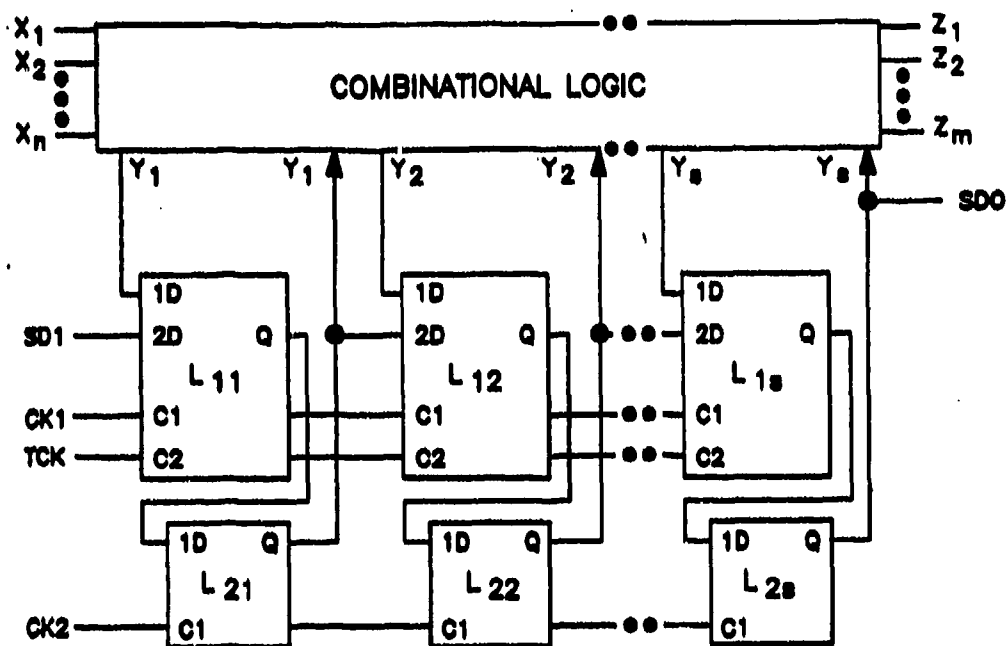 X1 Z1
X2 Z2
COMBINATIONAL LOGIC
Xn Zm
Y1 Y1 Y2 Y2 Ys Ys
SDO
1D 1D 1D
SD1 2D Q 2D Q 2D Q
L11 L12 L1s
CK1 C1 C1 C1
TCK C2 C2 C2
1D Q 1D Q 1D Q
L21 L22 L2s
CK2 C1 C1 C1